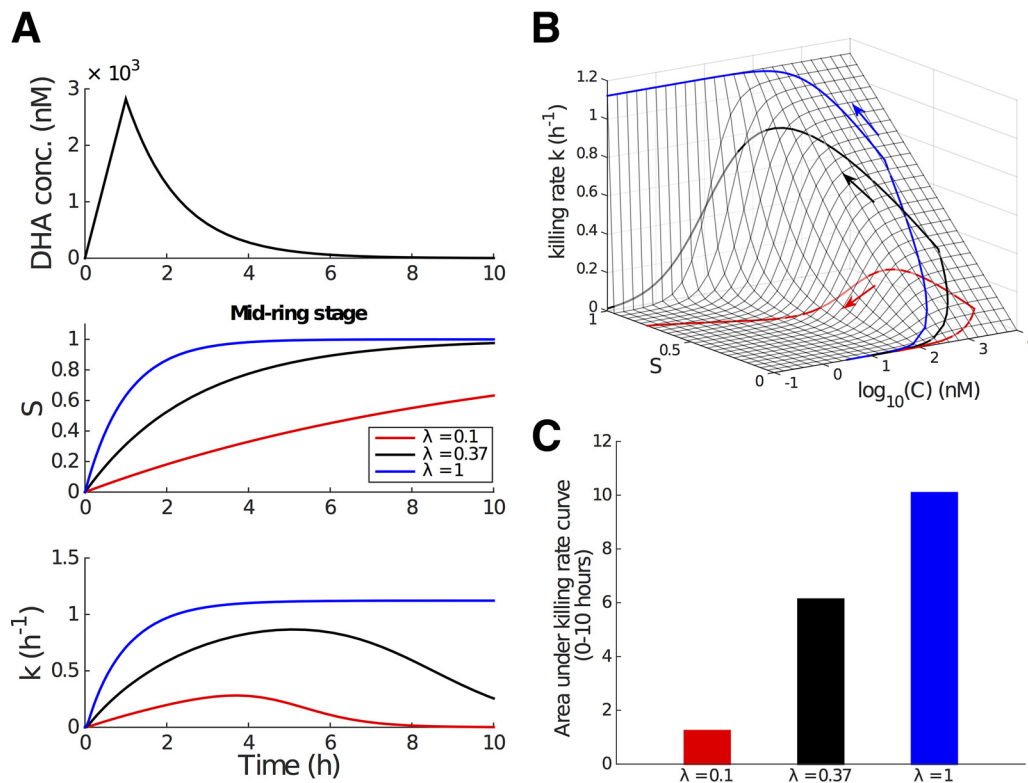 A
× 10³
DHA conc. (nM)
3
2
1
0
0 2 4 6 8 10
Mid-ring stage
S
1
0.8
0.6
0.4
0.2
0
λ = 0.1
λ = 0.37
λ = 1
0 2 4 6 8 10
k (h⁻¹)
1.5
1
0.5
0
0 2 4 6 8 10
Time (h)
B
killing rate k (h⁻¹)
1.2
1
0.8
0.6
0.4
0.2
0
1
0.5
0
S
-1 0 1 2 3
log₁₀(C) (nM)
C
Area under killing rate curve
(0-10 hours)
12
10
8
6
4
2
0
λ = 0.1 λ = 0.37 λ = 1